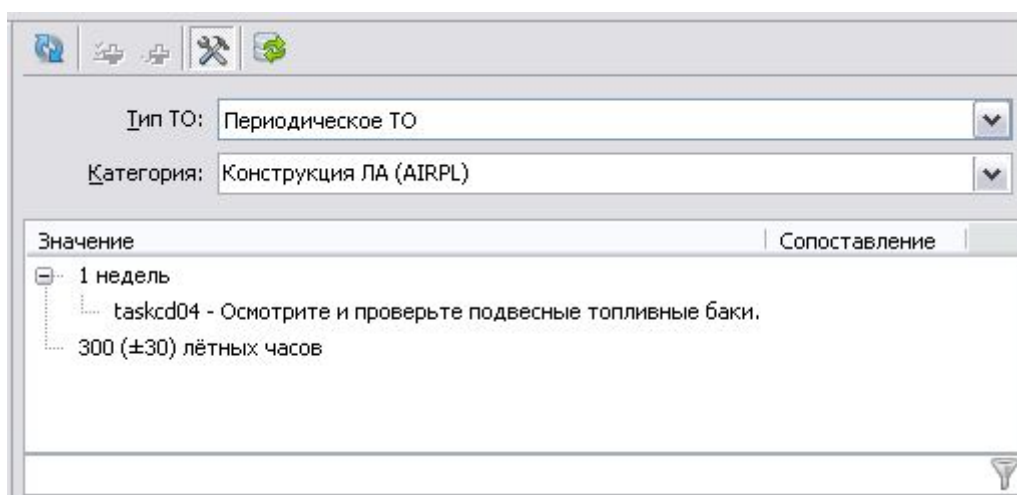 Тип ТО: Периодическое ТО
Категория: Конструкция ЛА (AIRPL)
Значение Сопоставление
1 недель
taskcd04 - Осмотрите и проверьте подвесные топливные баки.
300 (±30) лётных часов